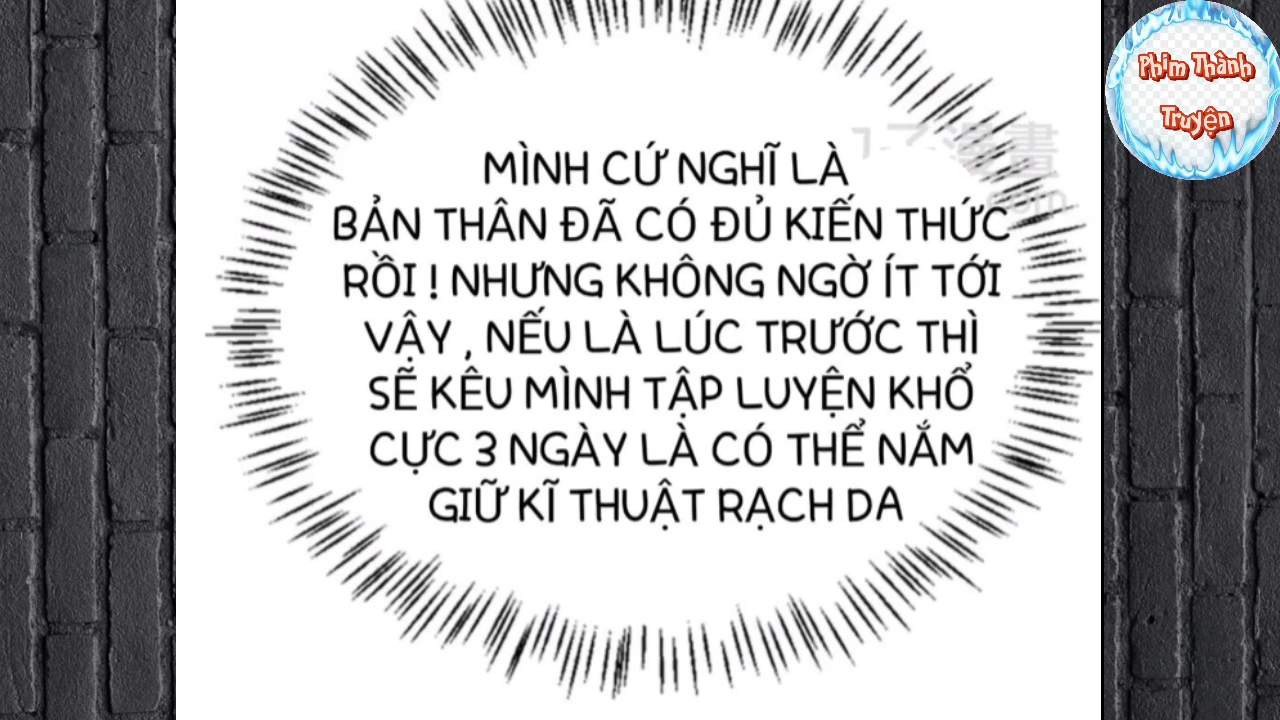 MÌNH CỨ NGHĨ LÀ
BẢN THÂN ĐÃ CÓ ĐỦ KIẾN THỨC
RỒI ! NHƯNG KHÔNG NGỜ ÍT TỚI
VẬY , NẾU LÀ LÚC TRƯỚC THÌ
SẼ KÊU MÌNH TẬP LUYỆN KHỔ
CỰC 3 NGÀY LÀ CÓ THỂ NẮM
GIỮ KĨ THUẬT RẠCH DA
Phim Thành
Truyện